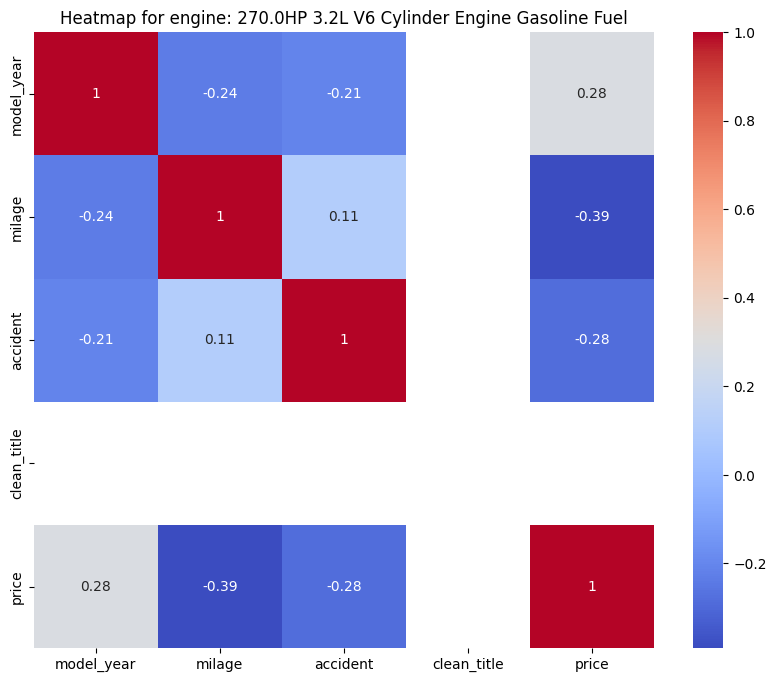 Heatmap for engine: 270.0HP 3.2L V6 Cylinder Engine Gasoline Fuel
model_year 1 -0.24 -0.21 0.28
milage -0.24 1 0.11 -0.39
accident -0.21 0.11 1 -0.28
clean_title
price 0.28 -0.39 -0.28 1
model_year milage accident clean_title price
1.0
0.8
0.6
0.4
0.2
0.0
−0.2